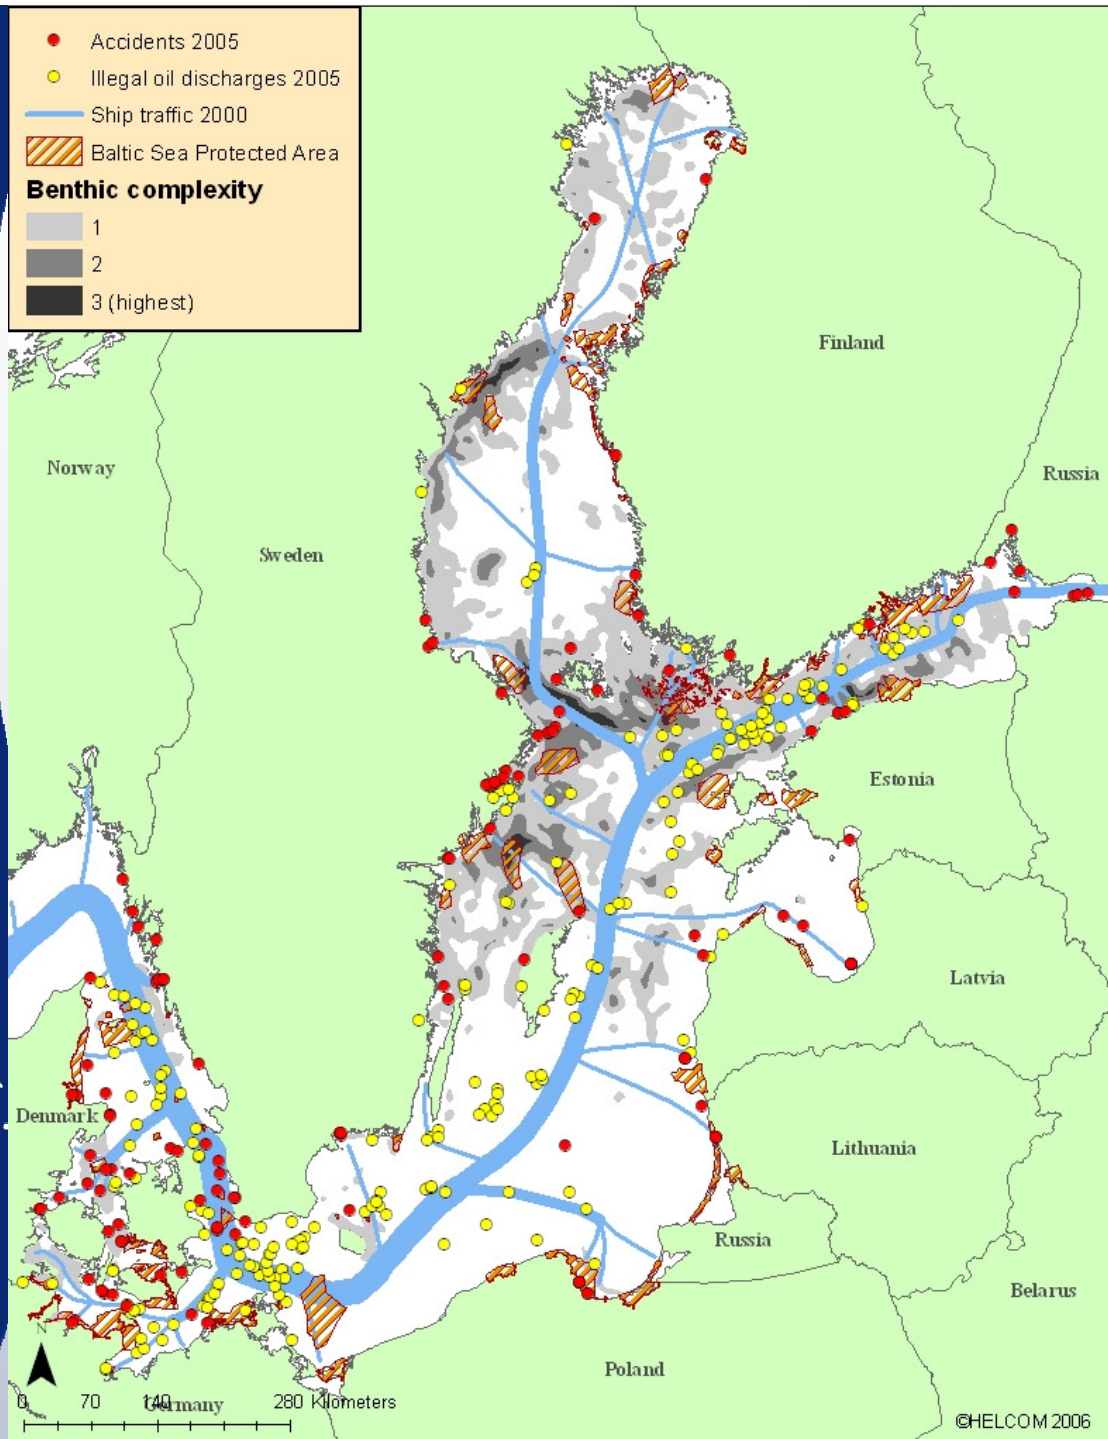 Accidents 2005
Illegal oil discharges 2005
Ship traffic 2000
Baltic Sea Protected Area
Benthic complexity
1
2
3 (highest)
Finland
Norway
Russia
Sweden
Estonia
Latvia
Denmark
Lithuania
Russia
Belarus
N
Poland
0 70 140 280 Kilometers
Germany
©HELCOM 2006